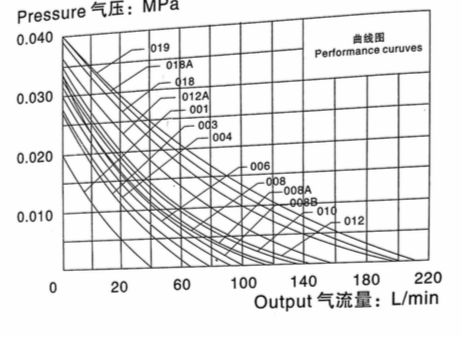 Pressure 气压：MPa
曲线图
Performance curuves
0.040
0.030
0.020
0.010
019
018A
018
012A
001
003
004
006
008
008A
008B
010
012
0 20 60 100 140 180 220
Output 气流量：L/min